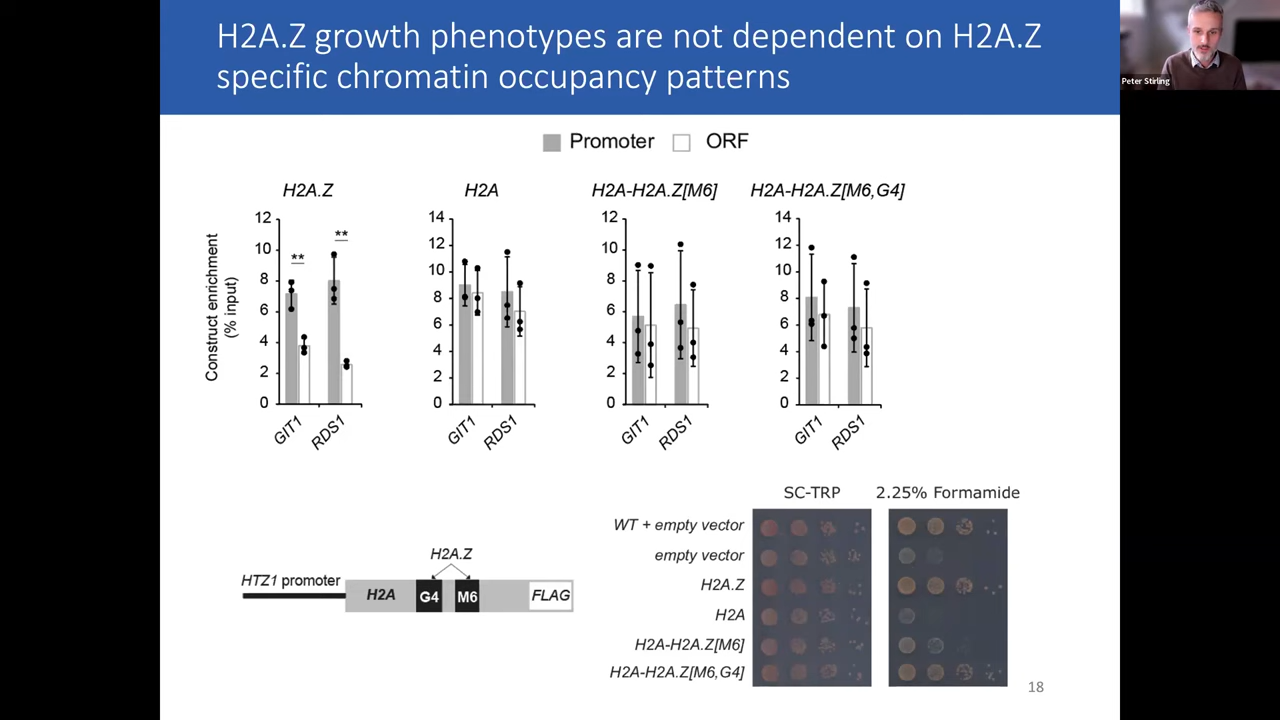 H2A.Z growth phenotypes are not dependent on H2A.Z
specific chromatin occupancy patterns
Peter Stirling
Promoter ORF
H2A.Z
H2A
H2A-H2A.Z[M6]
H2A-H2A.Z[M6,G4]
Construct enrichment
(% input)
12
10
8
6
4
2
0
**
**
GIT1
RDS1
14
12
10
8
6
4
2
0
GIT1
RDS1
12
10
8
6
4
2
0
GIT1
RDS1
14
12
10
8
6
4
2
0
GIT1
RDS1
H2A.Z
HTZ1 promoter
H2A G4 M6 FLAG
SC-TRP
2.25% Formamide
WT + empty vector
empty vector
H2A.Z
H2A
H2A-H2A.Z[M6]
H2A-H2A.Z[M6,G4]
18